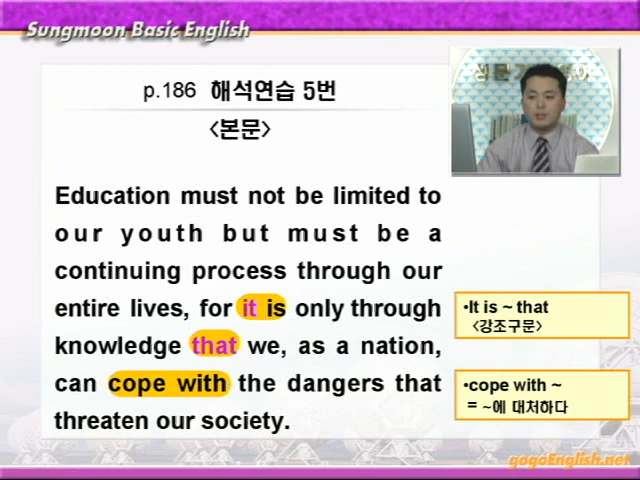 Sungmoon Basic English
p.186 해석연습 5번
<본문>
Education must not be limited to
our youth but must be a
continuing process through our
entire lives, for it is only through
knowledge that we, as a nation,
can cope with the dangers that
threaten our society.
•It is ~ that
<강조구문>
•cope with ~
= ~에 대처하다
gogoEnglish.net